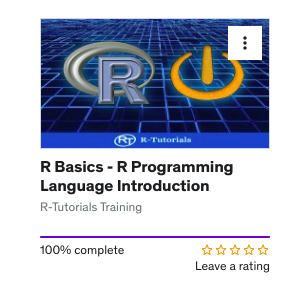 R
RT R-Tutorials
R Basics - R Programming
Language Introduction
R-Tutorials Training
100% complete
Leave a rating